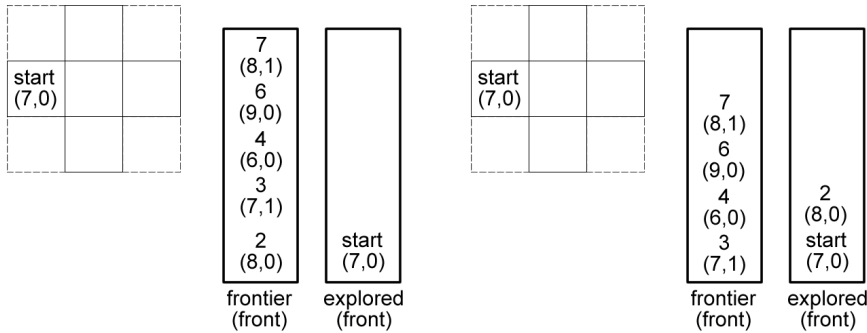 start
(7,0)
7
(8,1)
6
(9,0)
4
(6,0)
3
(7,1)
2
(8,0)
frontier
(front)
start
(7,0)
explored
(front)
start
(7,0)
7
(8,1)
6
(9,0)
4
(6,0)
3
(7,1)
frontier
(front)
2
(8,0)
start
(7,0)
explored
(front)